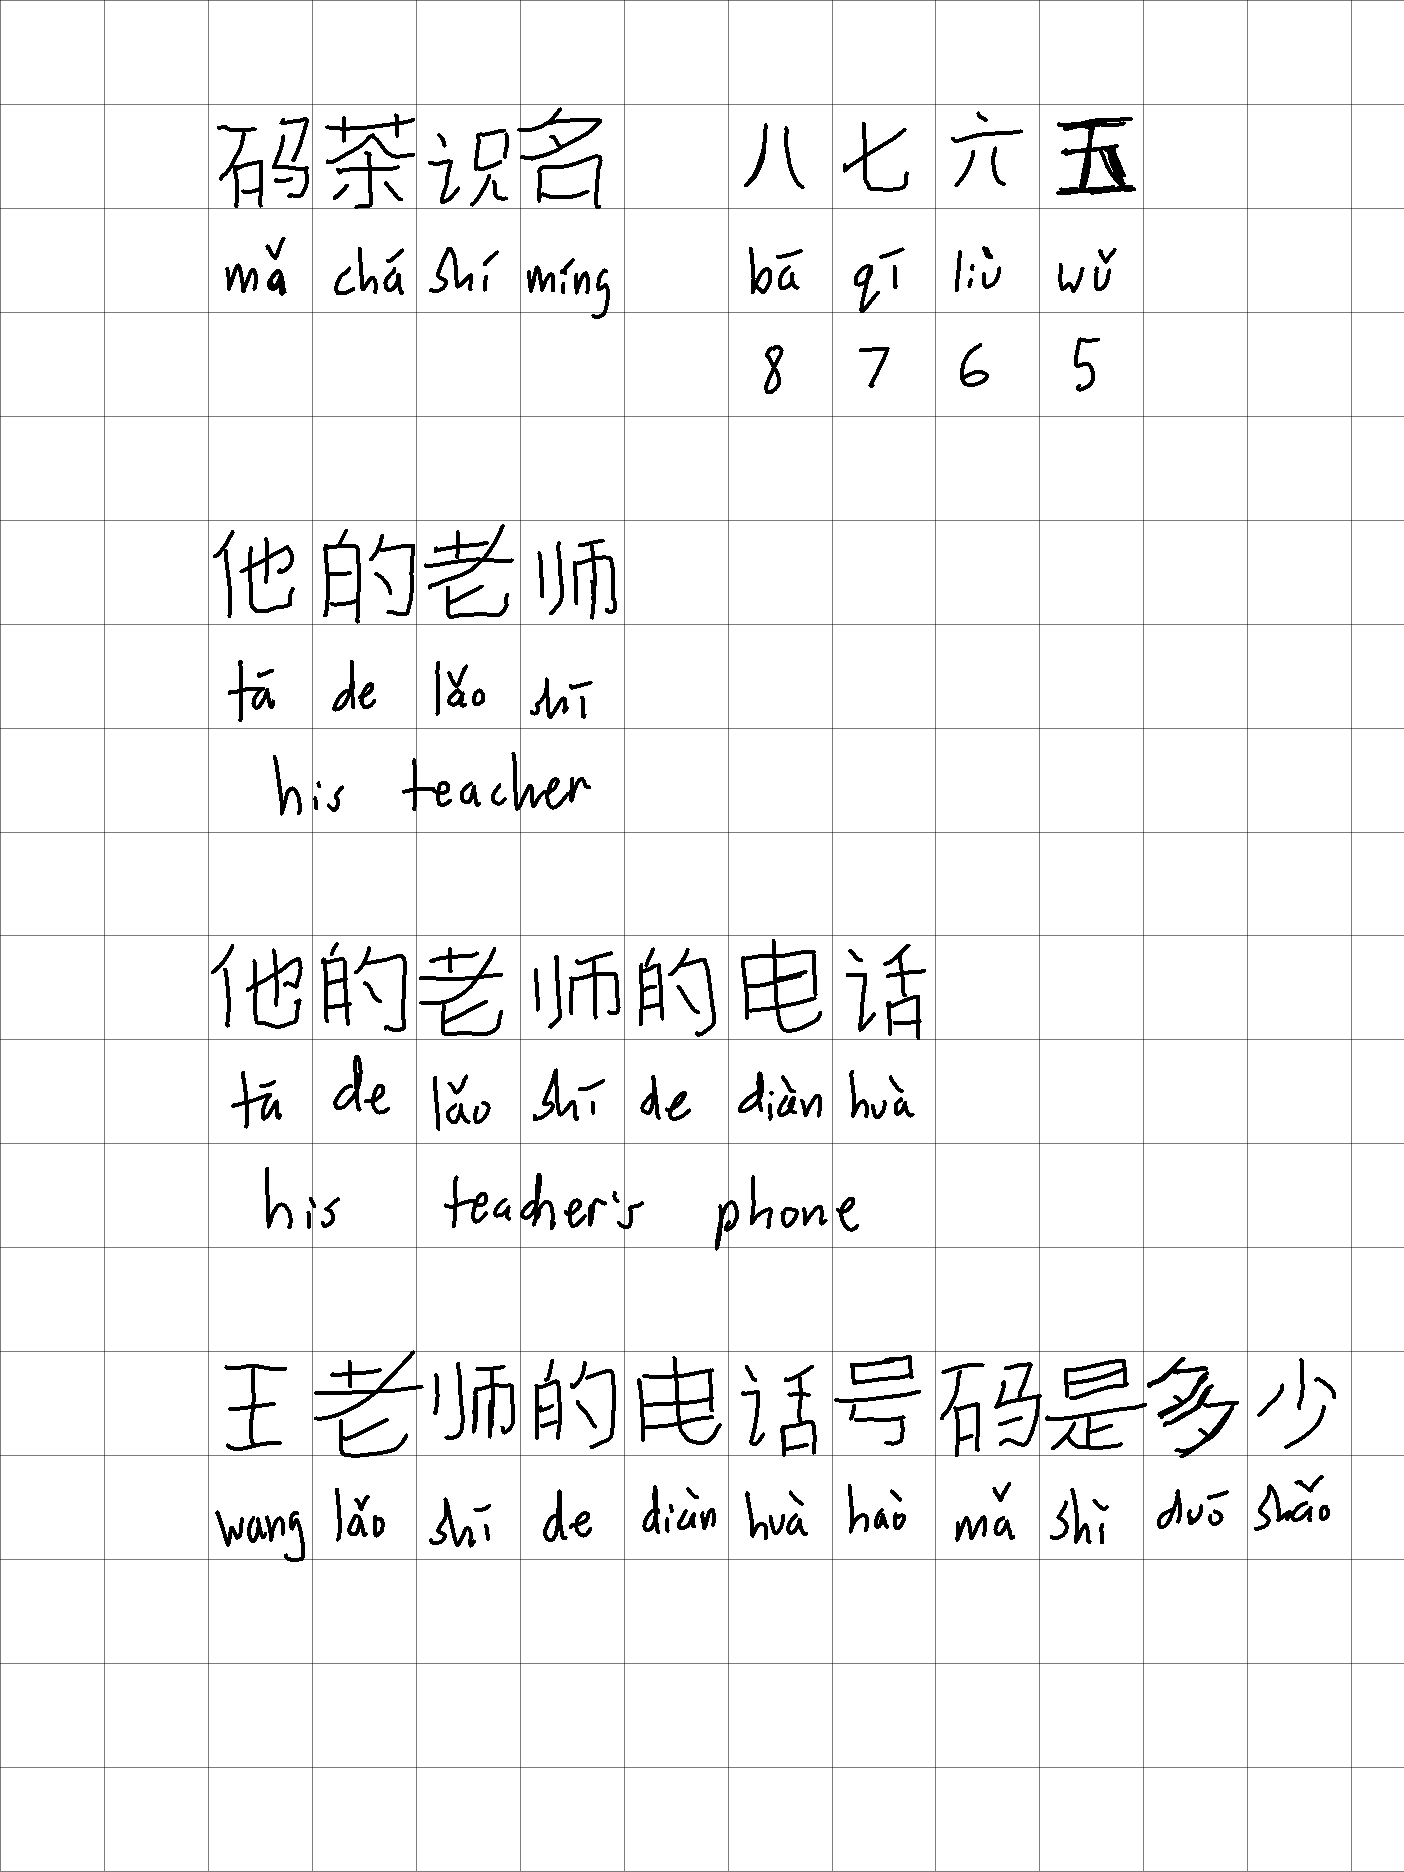 码茶识名 八七六五
mǎ chá shí míng bā qī liù wǔ
8 7 6 5
他的老师
tā de lǎo shī
his teacher
他的老师的电话
tā de lǎo shī de diàn huà
his teacher's phone
王老师的电话号码是多少
wang lǎo shī de diàn huà hào mǎ shì duō shǎo